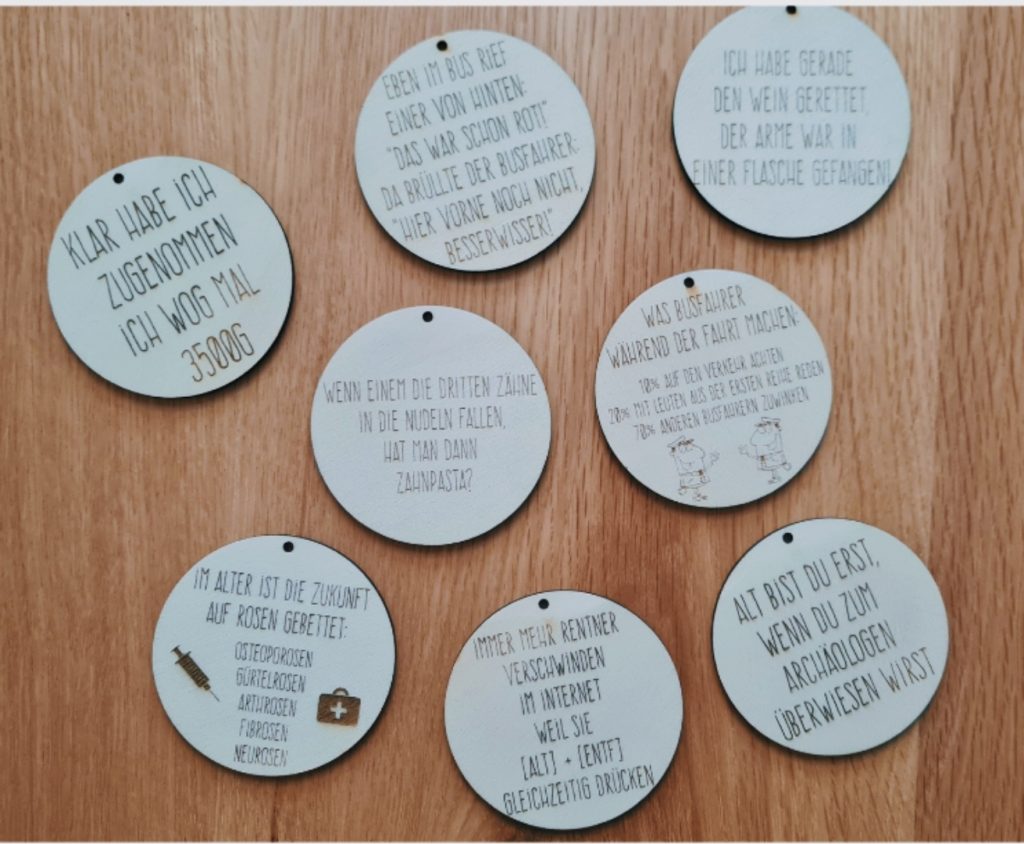 EBEN IM BUS RIEF
EINER VON HINTEN:
"DAS WAR SCHON ROT!"
DA BRÜLLTE DER BUSFAHRER:
"HIER VORNE NOCH NICHT,
BESSERWISSER!"
ICH HABE GERADE
DEN WEIN GERETTET,
DER ARME WAR IN
EINER FLASCHE GEFANGEN!
KLAR HABE ICH
ZUGENOMMEN
ICH WOG MAL
3500G
WENN EINEM DIE DRITTEN ZÄHNE
IN DIE NUDELN FALLEN,
HAT MAN DANN
ZAHNPASTA?
WAS BUSFAHRER
WÄHREND DER FAHRT MACHEN:
10% AUF DEN VERKEHR ACHTEN
20% MIT LEUTEN AUS DER ERSTEN REIHE REDEN
70% ANDEREN BUSFAHRERN ZUWINKEN
IM ALTER IST DIE ZUKUNFT
AUF ROSEN GEBETTET:
OSTEOPOROSEN
GÜRTELROSEN
ARTHROSEN
FIBROSEN
NEUROSEN
IMMER MEHR RENTNER
VERSCHWINDEN
IM INTERNET
WEIL SIE
[ALT] + [ENTF]
GLEICHZEITIG DRÜCKEN
ALT BIST DU ERST,
WENN DU ZUM
ARCHÄOLOGEN
ÜBERWIESEN WIRST